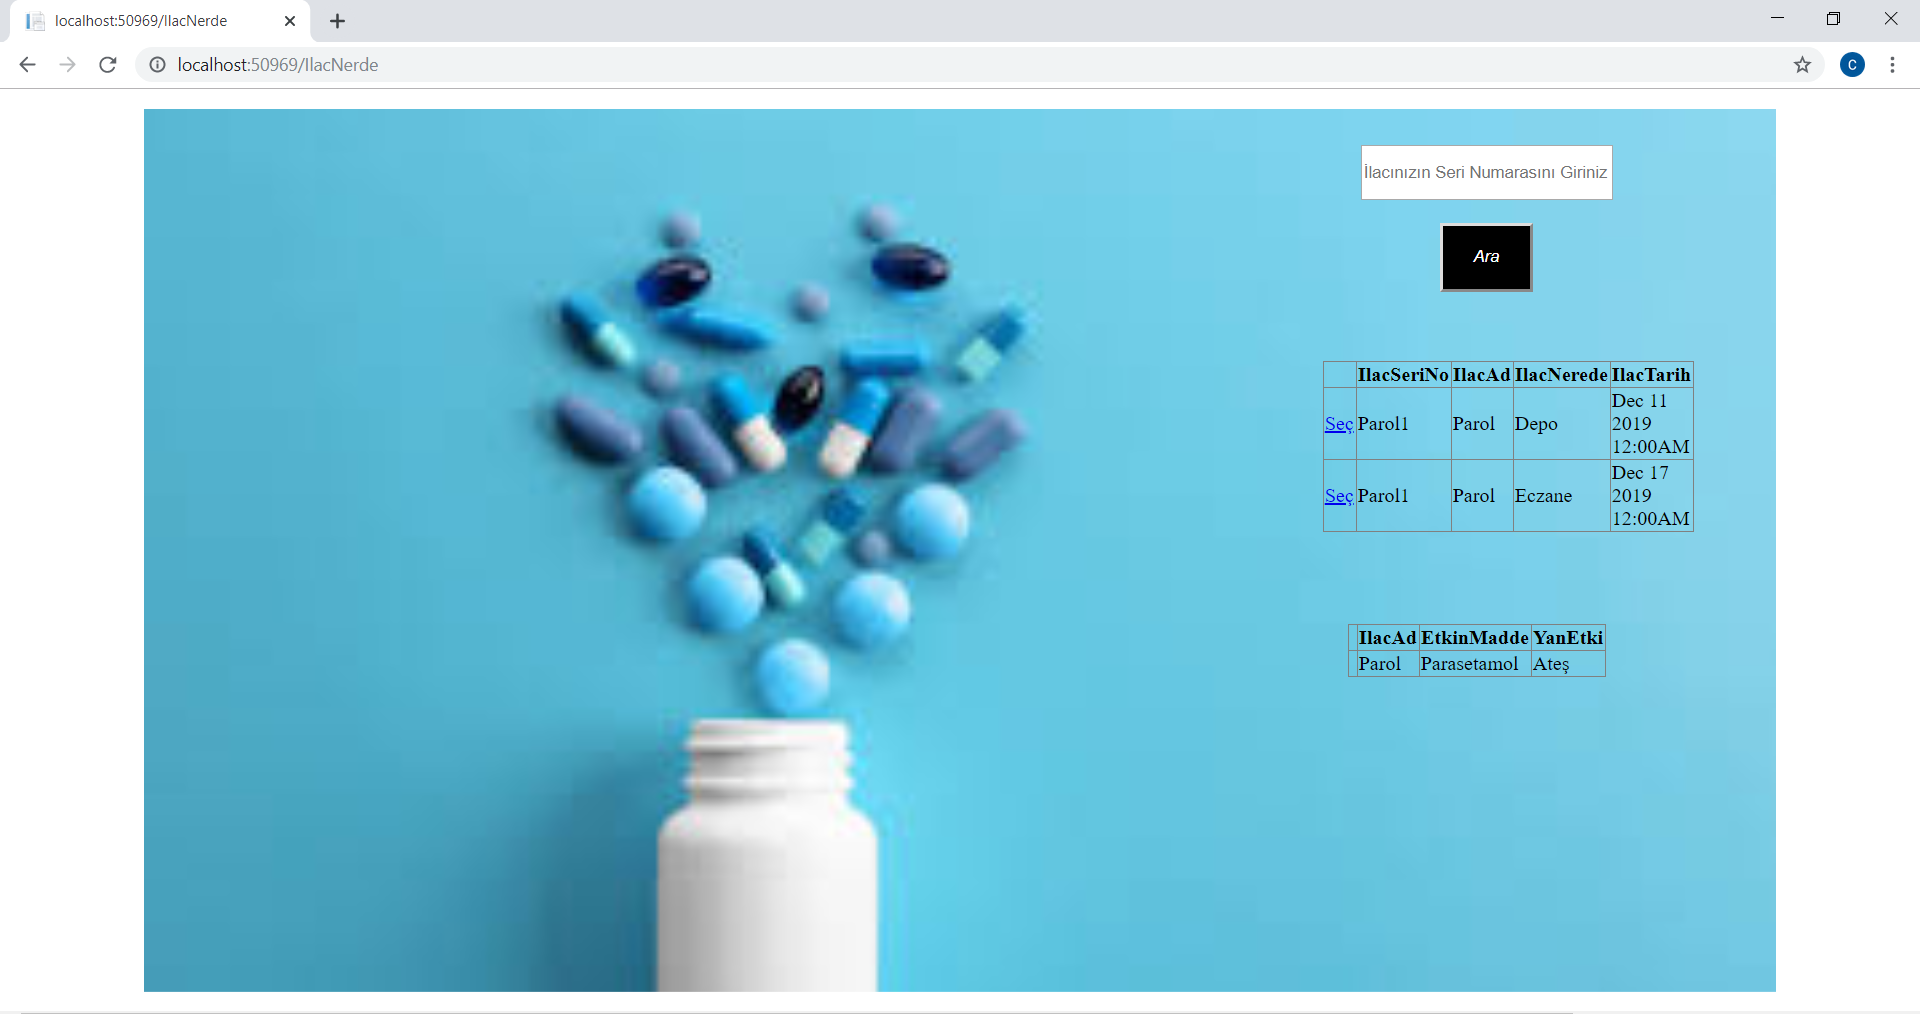 localhost:50969/IlacNerde
localhost:50969/IlacNerde
C
İlacınızın Seri Numarasını Giriniz
Ara
IlacSeriNo IlacAd IlacNerede IlacTarih
Seç Parol1 Parol Depo Dec 11 2019 12:00AM
Seç Parol1 Parol Eczane Dec 17 2019 12:00AM
IlacAd EtkinMadde YanEtki
Parol Parasetamol Ateş